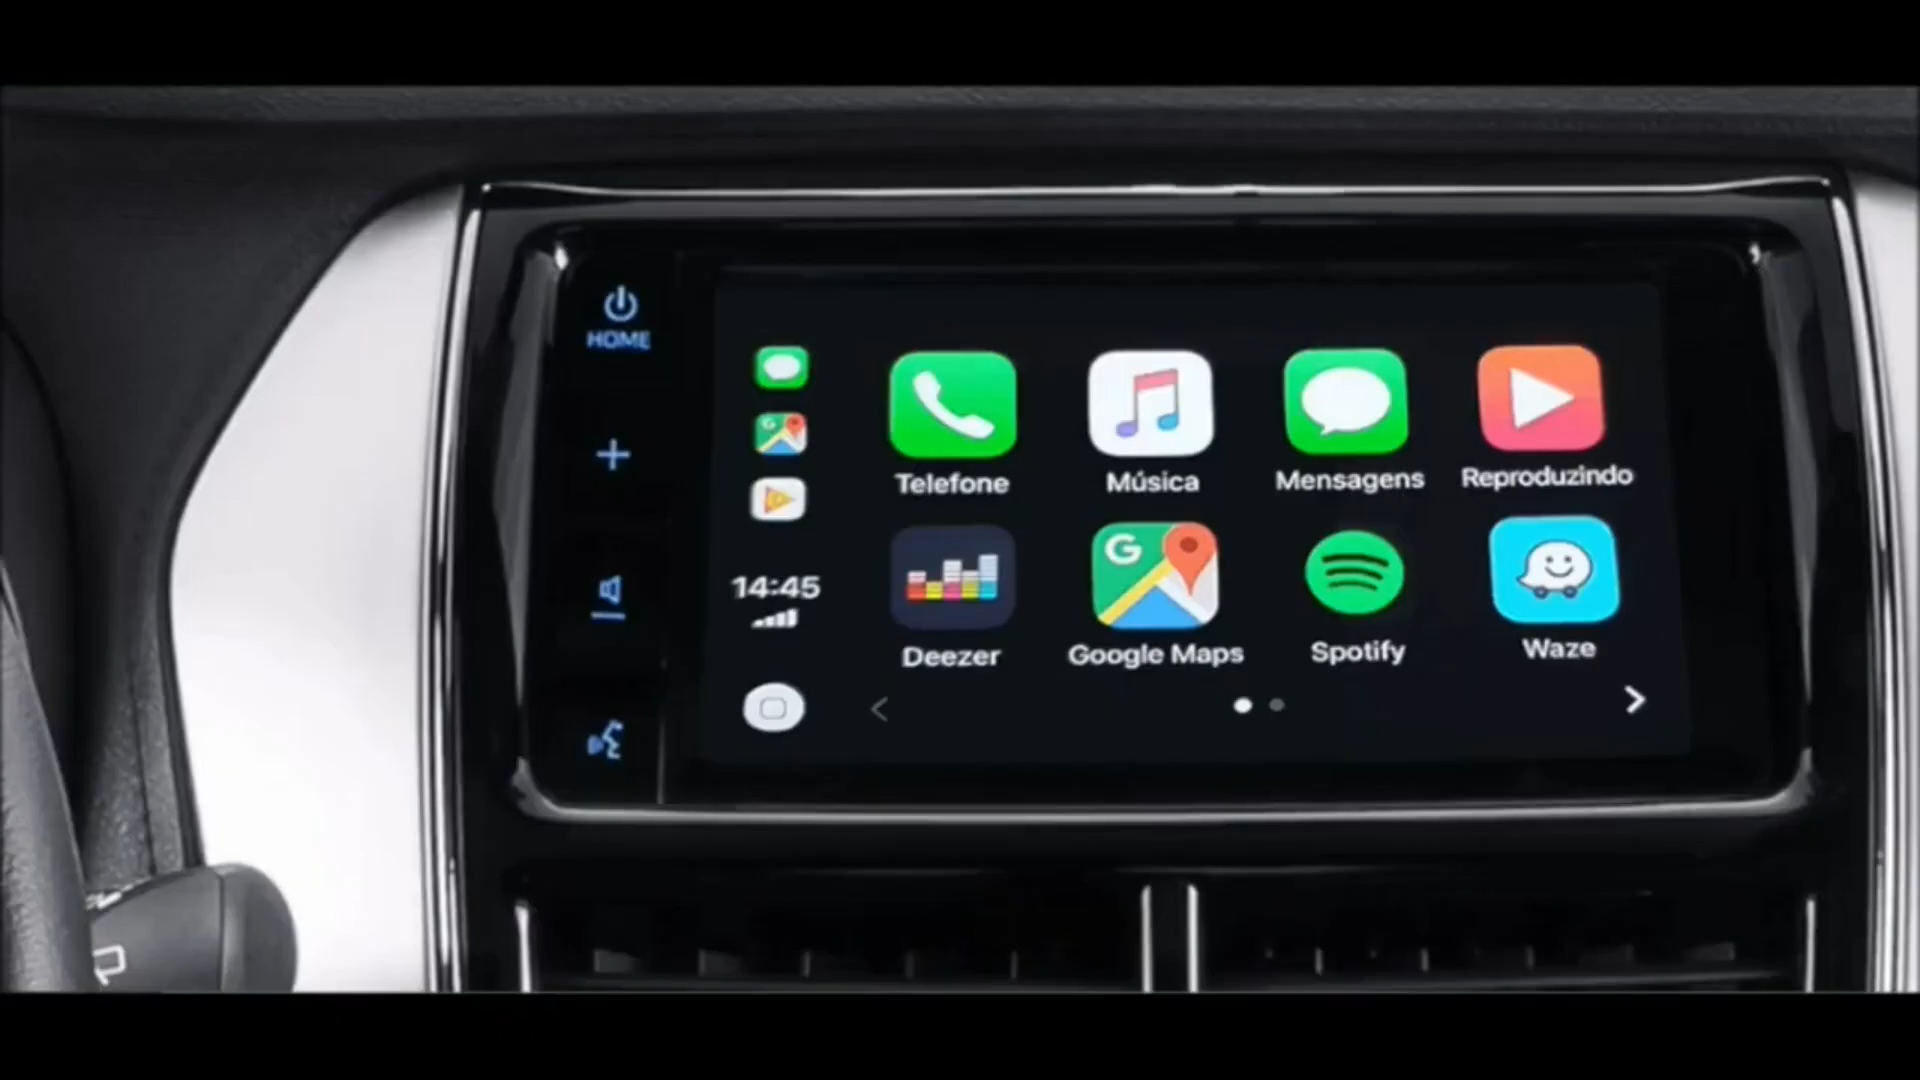 HOME
Telefone
Música
Mensagens
Reproduzindo
14:45
Deezer
Google Maps
Spotify
Waze